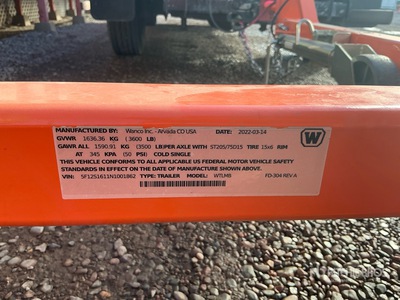 MANUFACTURED BY: Wanco Inc. - Arvada CO USA DATE: 2022-03-14
GVWR 1636.36 KG (3600 LB)
GAWR ALL 1590.91 KG (3500 LB)PER AXLE WITH ST205/75D15 TIRE 15x6 RIM
AT 345 KPA (50 PSI) COLD SINGLE
THIS VEHICLE CONFORMS TO ALL APPLICABLE US FEDERAL MOTOR VEHICLE SAFETY
STANDARDS IN EFFECT ON THE DATE OF MANUFACTURE SHOWN ABOVE.
VIN: 5F12S1611N1001862 TYPE: TRAILER MODEL: WTLMB FD-304 REV A
W